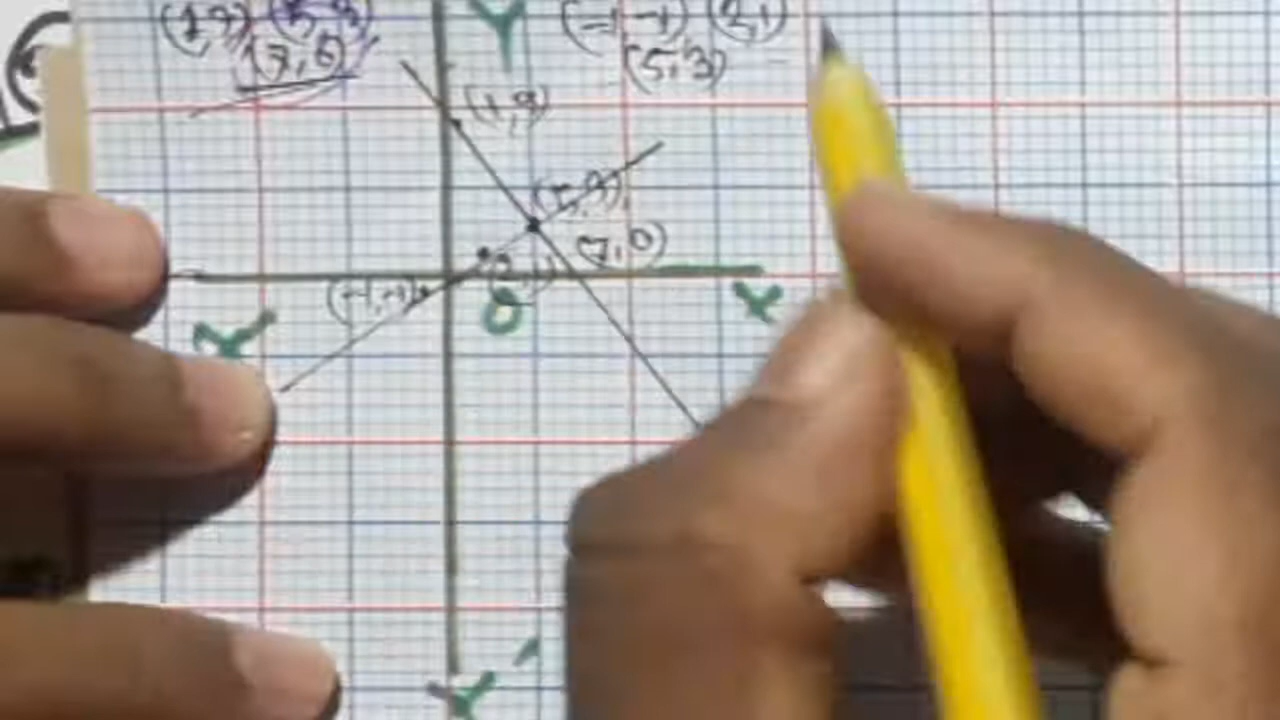 (1,9) (5,3) Y (-1,-1) (2,1)
(7,0) (5,3)
(1,9)
(5,3)
(7,0)
(-1,-1) (2,1)
X' O X
Y'